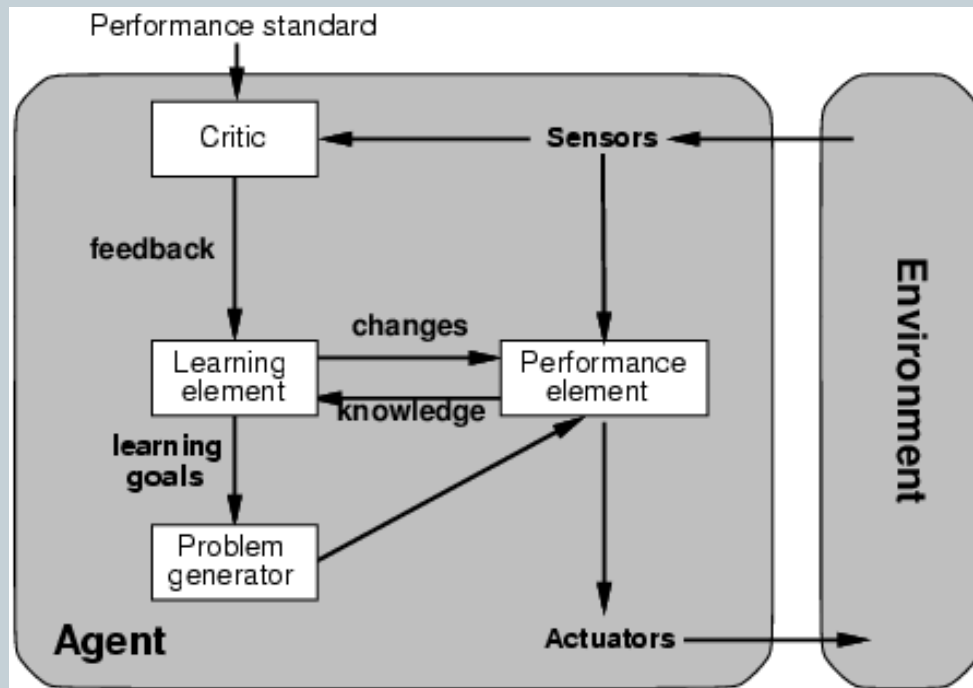 Performance standard
Critic
Sensors
feedback
changes
Learning
element
Performance
element
knowledge
learning
goals
Problem
generator
Agent
Actuators
Environment